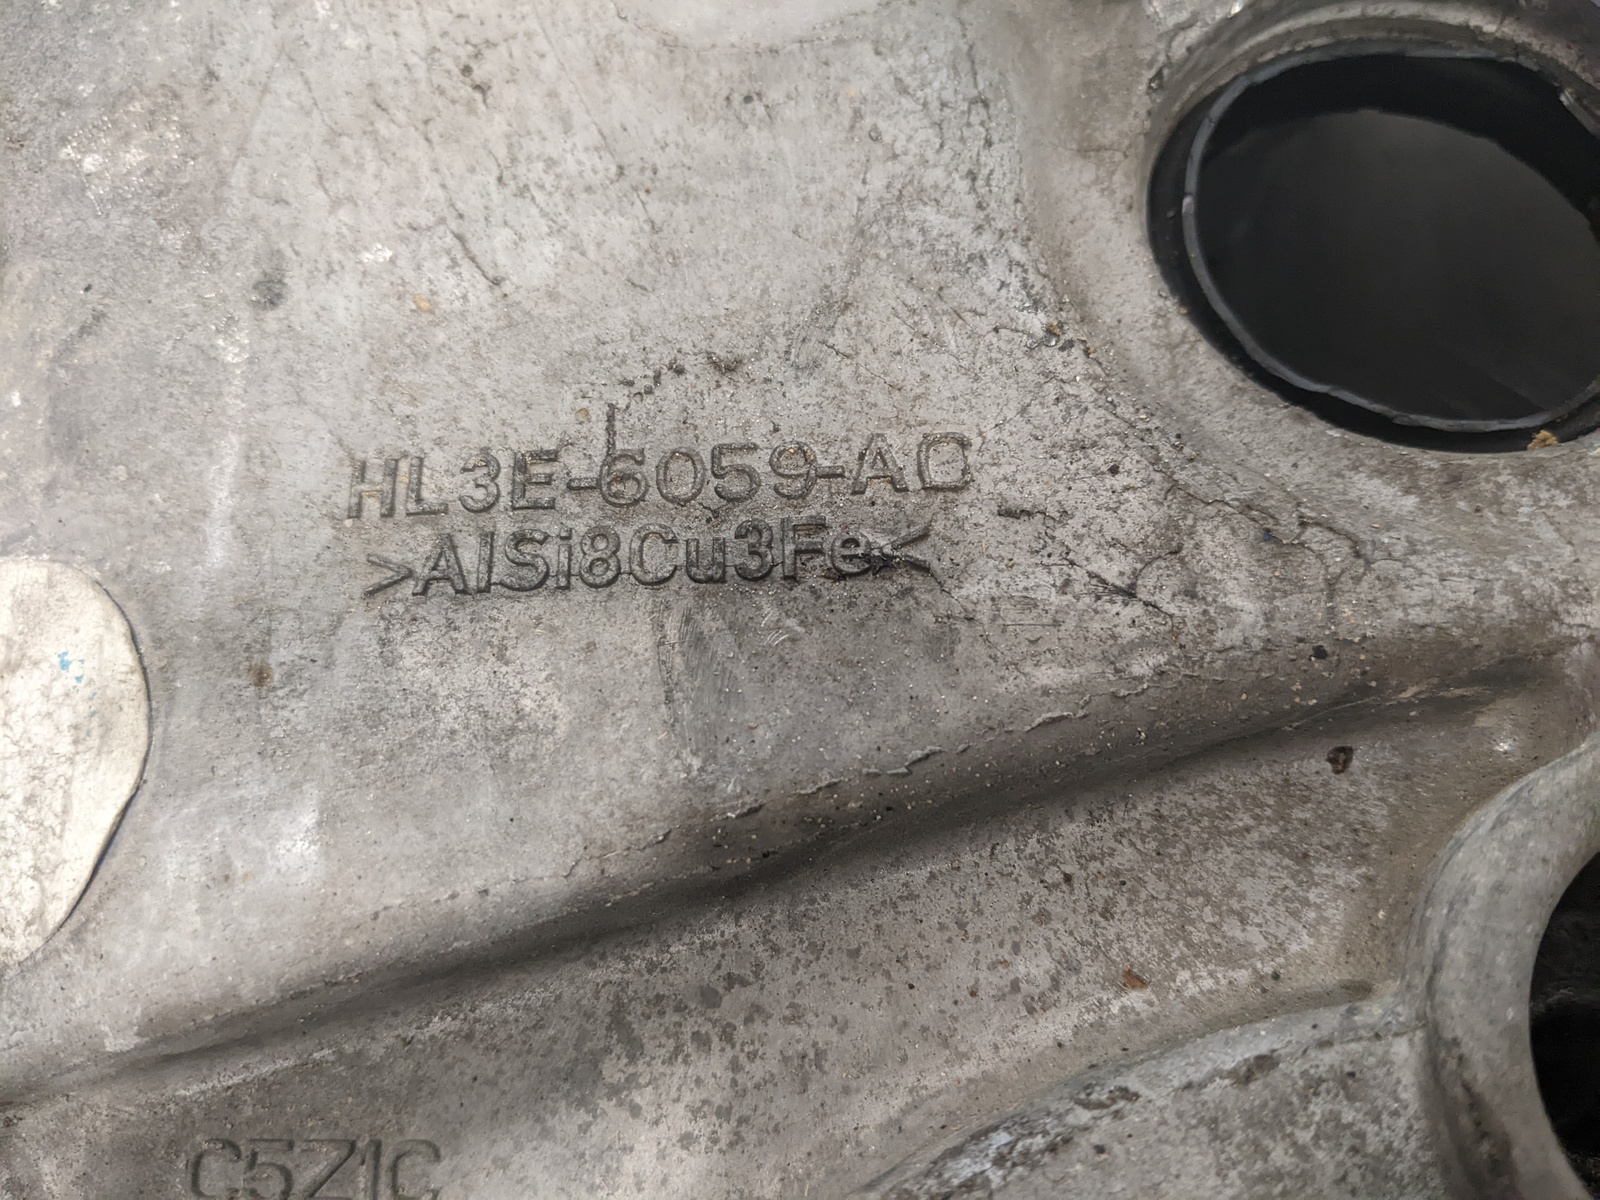 HL3E-6059-AD
>AlSi8Cu3Fe<
C5Z1C